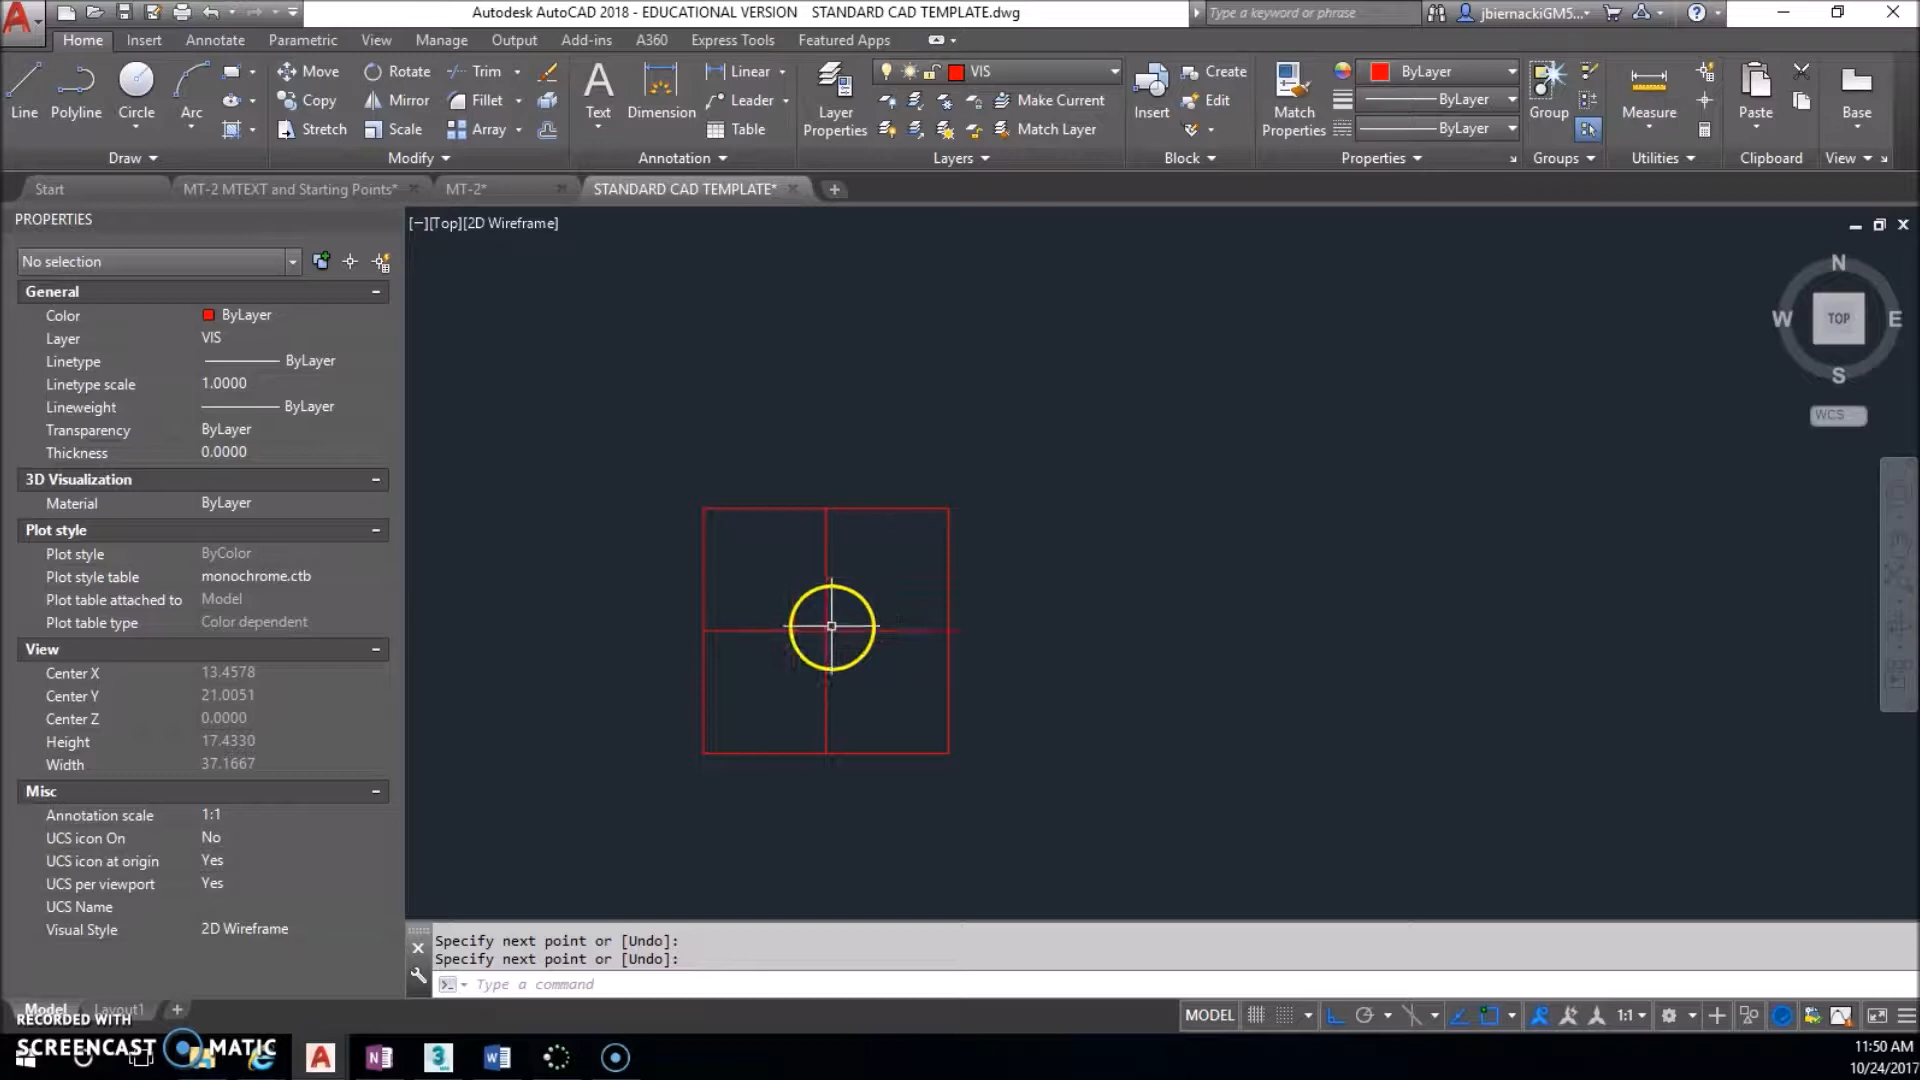 Autodesk AutoCAD 2018 - EDUCATIONAL VERSION STANDARD CAD TEMPLATE.dwg
Type a keyword or phrase
jbiernackiGM5...
Home Insert Annotate Parametric View Manage Output Add-ins A360 Express Tools Featured Apps
Line Polyline Circle Arc
Move Rotate Trim
Copy Mirror Fillet
Stretch Scale Array
Text Dimension
Linear
Leader
Table
Layer Properties
VIS
Make Current
Match Layer
Insert
Create
Edit
Match Properties
ByLayer
ByLayer
ByLayer
Group
Measure
Paste
Base
Draw Modify Annotation Layers Block Properties Groups Utilities Clipboard View
Start MT-2 MTEXT and Starting Points* MT-2* STANDARD CAD TEMPLATE*
PROPERTIES
No selection
General
Color ByLayer
Layer VIS
Linetype ByLayer
Linetype scale 1.0000
Lineweight ByLayer
Transparency ByLayer
Thickness 0.0000
3D Visualization
Material ByLayer
Plot style
Plot style ByColor
Plot style table monochrome.ctb
Plot table attached to Model
Plot table type Color dependent
View
Center X 13.4578
Center Y 21.0051
Center Z 0.0000
Height 17.4330
Width 37.1667
Misc
Annotation scale 1:1
UCS icon On No
UCS icon at origin Yes
UCS per viewport Yes
UCS Name
Visual Style 2D Wireframe
[−][Top][2D Wireframe]
N
W TOP E
S
WCS
Specify next point or [Undo]:
Specify next point or [Undo]:
Type a command
Model Layout1
MODEL 1:1
RECORDED WITH
SCREENCAST MATIC
11:50 AM
10/24/2017